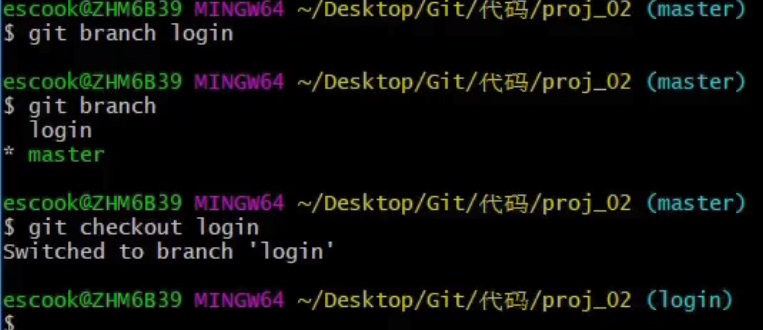 escook@ZHM6B39 MINGW64 ~/Desktop/Git/代码/proj_02 (master)
$ git branch login
escook@ZHM6B39 MINGW64 ~/Desktop/Git/代码/proj_02 (master)
$ git branch
  login
* master
escook@ZHM6B39 MINGW64 ~/Desktop/Git/代码/proj_02 (master)
$ git checkout login
Switched to branch 'login'
escook@ZHM6B39 MINGW64 ~/Desktop/Git/代码/proj_02 (login)
$